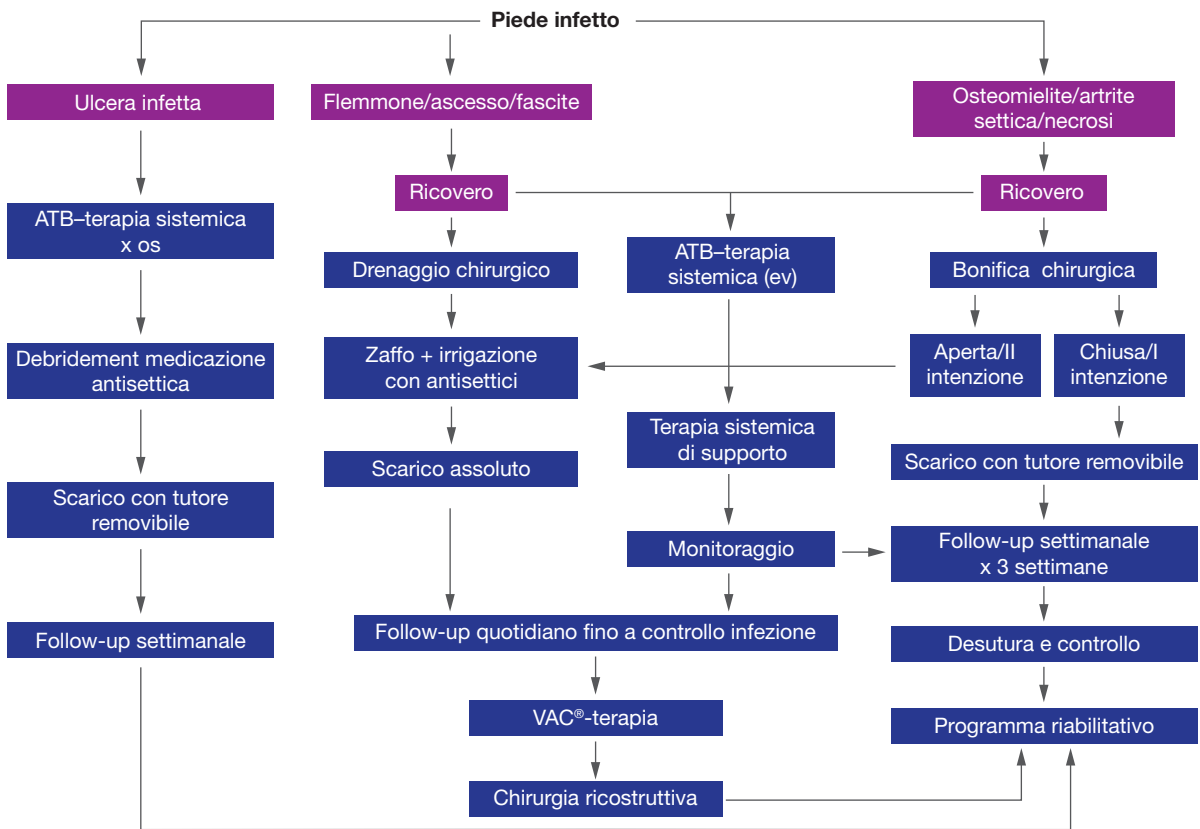 Piede infetto
Ulcera infetta
Flemmone/ascesso/fascite
Osteomielite/artrite
settica/necrosi
Ricovero
Ricovero
ATB–terapia sistemica
x os
Drenaggio chirurgico
ATB–terapia
sistemica (ev)
Bonifica chirurgica
Debridement medicazione
antisettica
Zaffo + irrigazione
con antisettici
Aperta/II
intenzione
Chiusa/I
intenzione
Terapia sistemica
di supporto
Scarico assoluto
Scarico con tutore removibile
Scarico con tutore
removibile
Monitoraggio
Follow-up settimanale
x 3 settimane
Follow-up settimanale
Follow-up quotidiano fino a controllo infezione
Desutura e controllo
VAC®-terapia
Programma riabilitativo
Chirurgia ricostruttiva